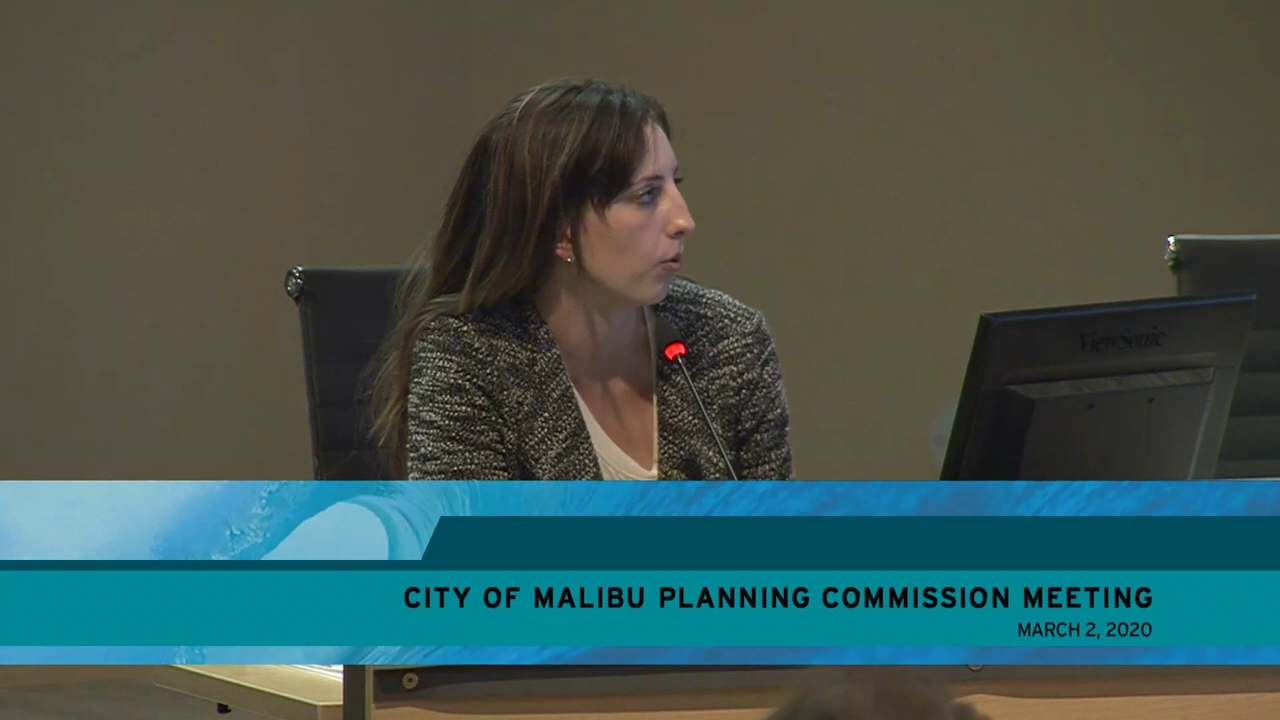 ViewSonic
CITY OF MALIBU PLANNING COMMISSION MEETING
MARCH 2, 2020